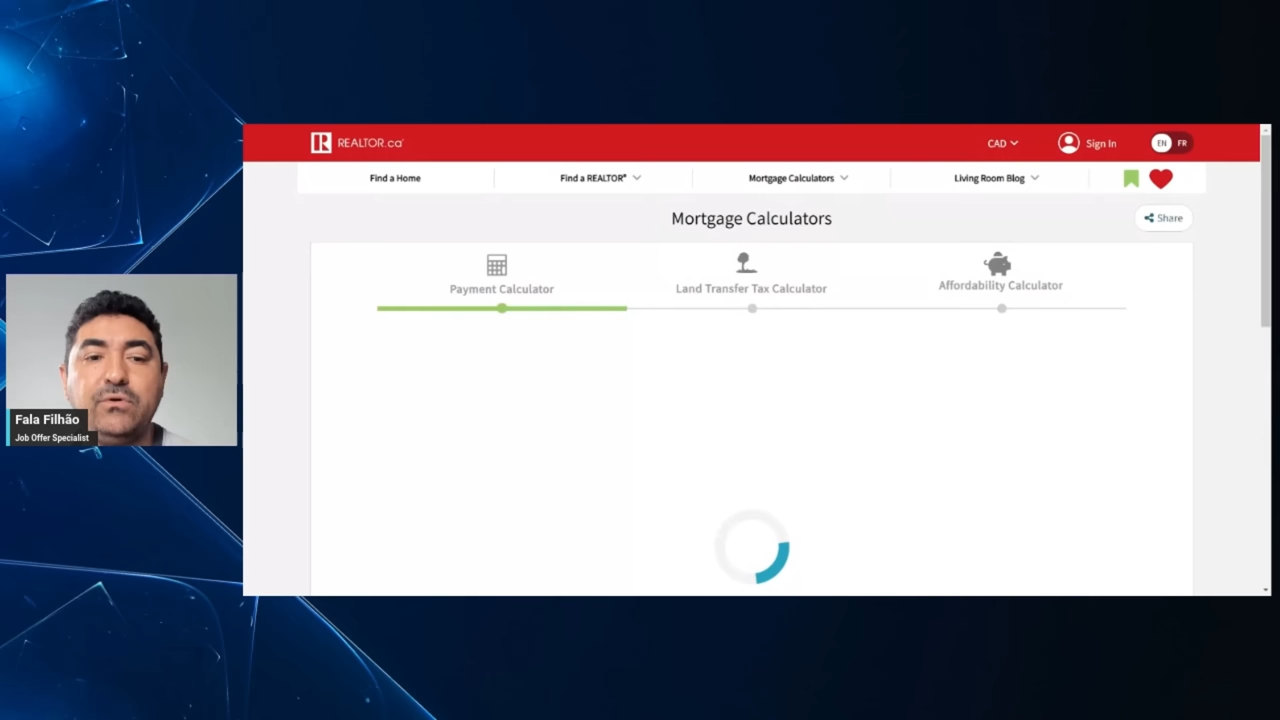 REALTOR.ca
CAD
Sign In
EN
FR
Find a Home
Find a REALTOR®
Mortgage Calculators
Living Room Blog
Mortgage Calculators
Share
Payment Calculator
Land Transfer Tax Calculator
Affordability Calculator
Fala Filhão
Job Offer Specialist